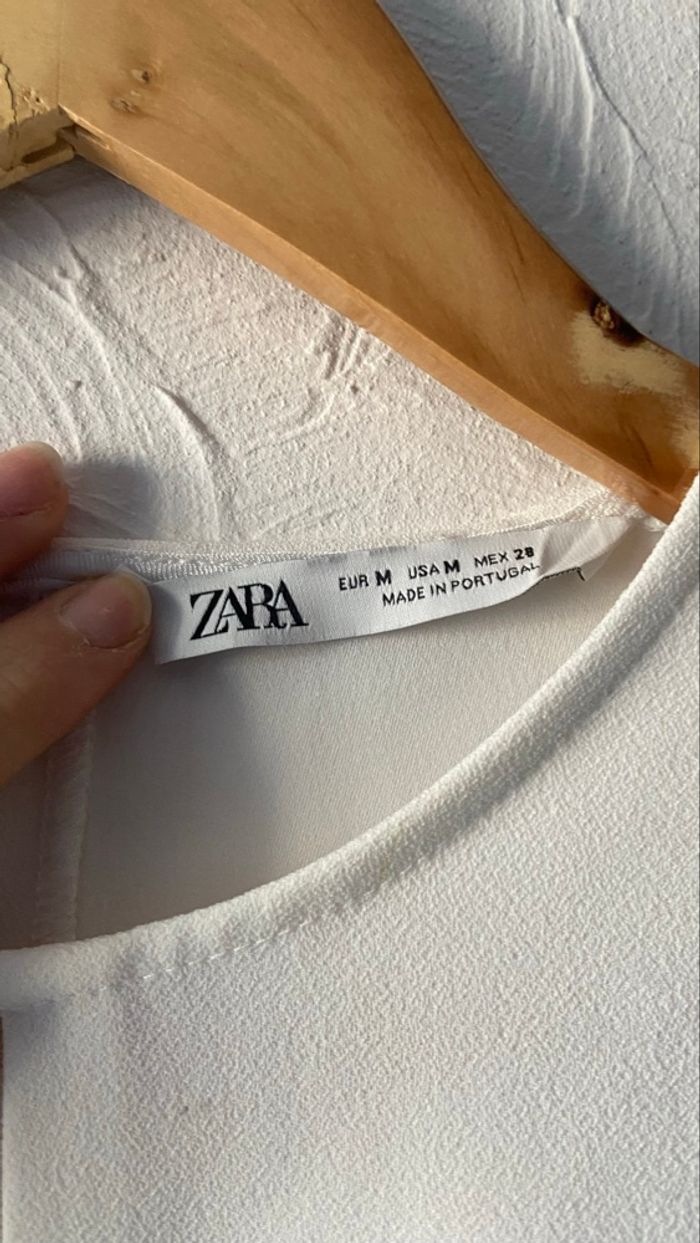 ZARA
EUR M USA M MEX 28
MADE IN PORTUGAL